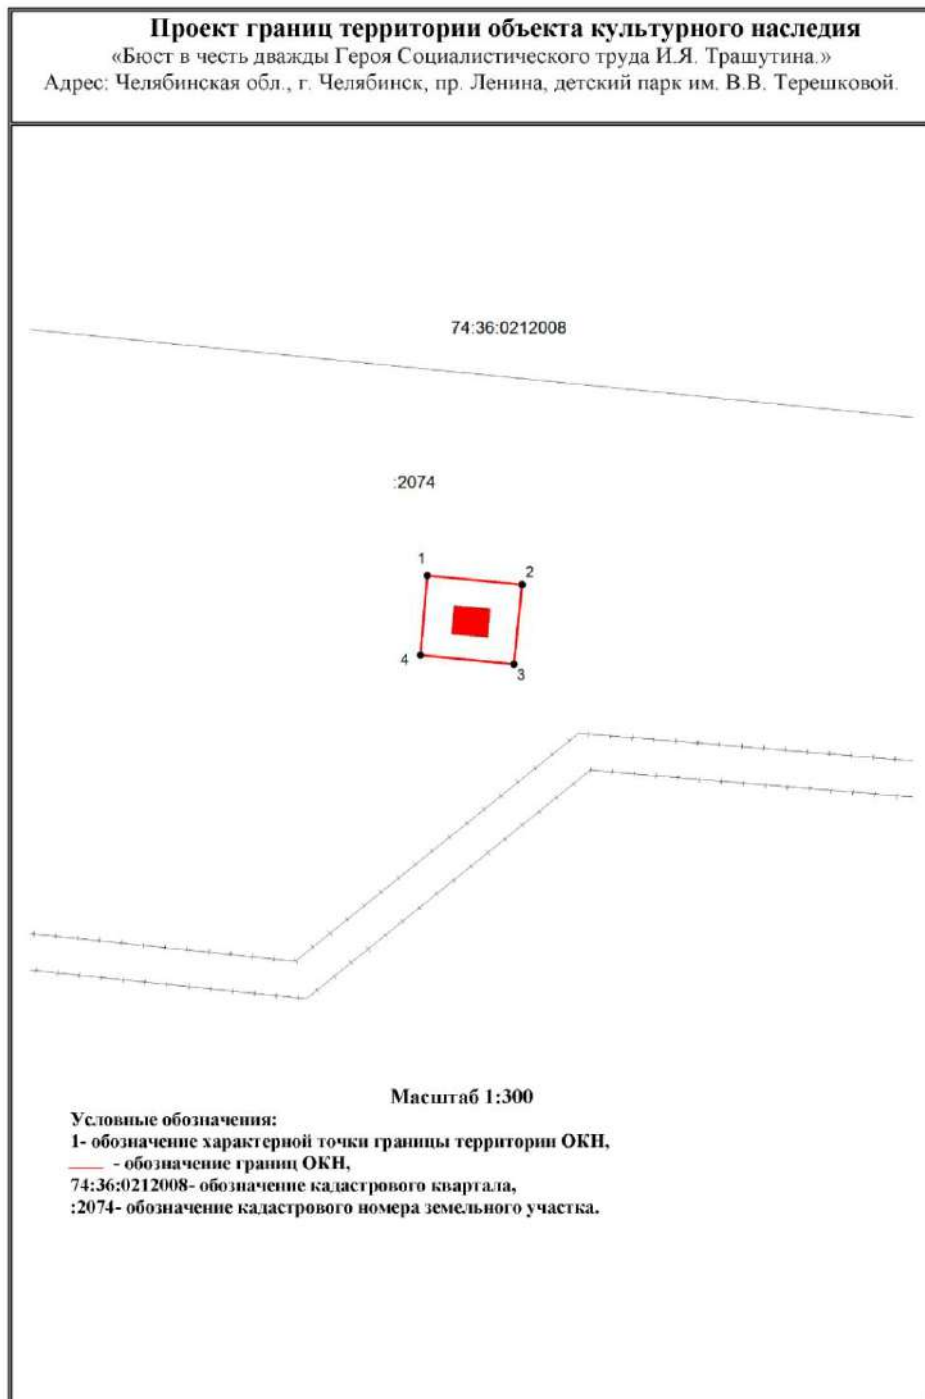 Проект границ территории объекта культурного наследия
«Бюст в честь дважды Героя Социалистического труда И.Я. Трашутина.»
Адрес: Челябинская обл., г. Челябинск, пр. Ленина, детский парк им. В.В. Терешковой.
74:36:0212008
:2074
1
2
4
3
Масштаб 1:300
Условные обозначения:
1- обозначение характерной точки границы территории ОКН,
- обозначение границ ОКН,
74:36:0212008- обозначение кадастрового квартала,
:2074- обозначение кадастрового номера земельного участка.